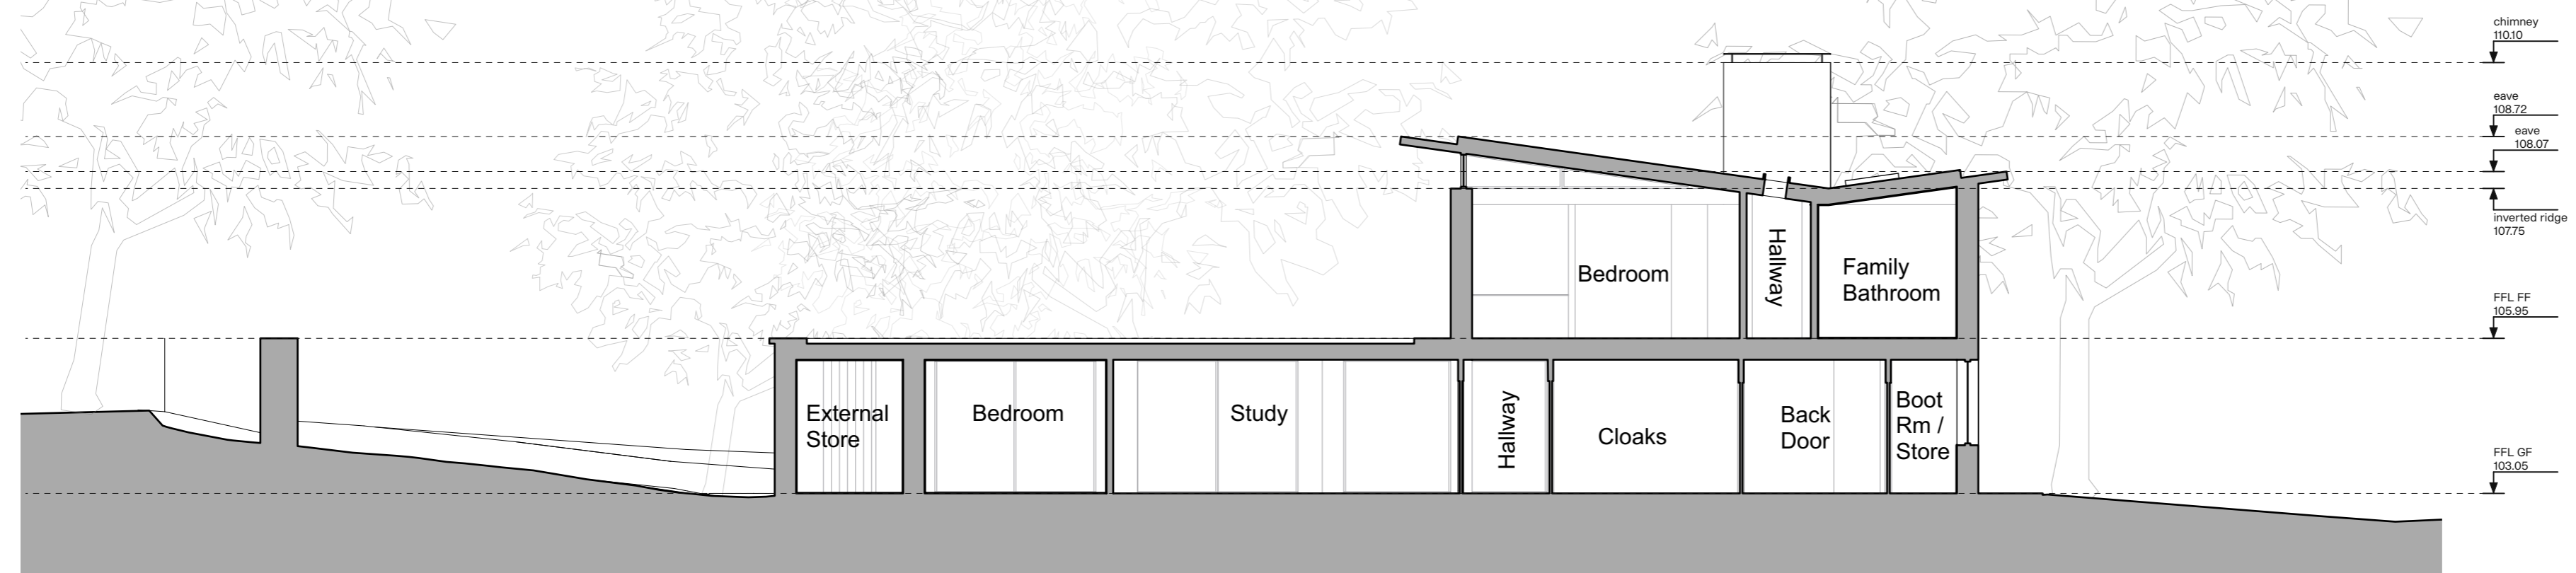 chimney
110.10
eave
108.72
eave
108.07
inverted ridge
107.75
Hallway
Bedroom
Family
Bathroom
FFL FF
105.95
External
Store
Bedroom
Study
Hallway
Cloaks
Back
Door
Boot
Rm /
Store
FFL GF
103.05